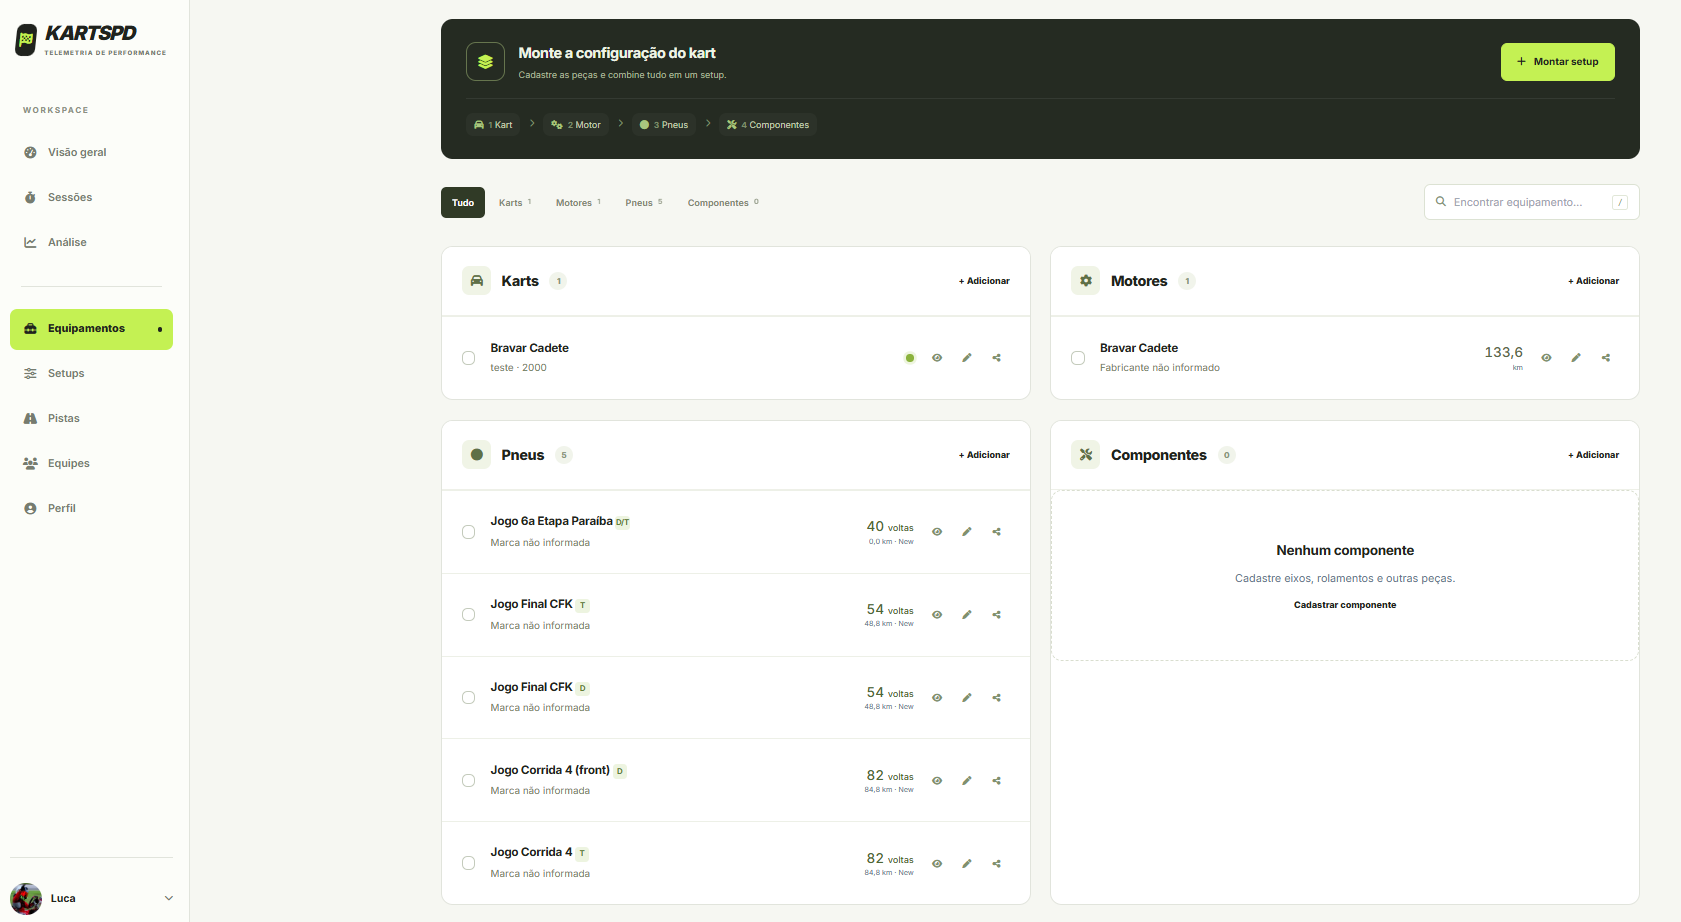 KARTSPD
TELEMETRIA DE PERFORMANCE
WORKSPACE
Visão geral
Sessões
Análise
Equipamentos
Setups
Pistas
Equipes
Perfil
Luca
Monte a configuração do kart
Cadastre as peças e combine tudo em um setup.
+ Montar setup
1 Kart > 2 Motor > 3 Pneus > 4 Componentes
Tudo Karts 1 Motores 1 Pneus 5 Componentes 0
Encontrar equipamento... /
Karts 1 + Adicionar
Bravar Cadete
teste · 2000
Motores 1 + Adicionar
Bravar Cadete
Fabricante não informado
133,6
km
Pneus 5 + Adicionar
Jogo 6a Etapa Paraíba D/T
Marca não informada
40 voltas
0,0 km · New
Jogo Final CFK T
Marca não informada
54 voltas
48,8 km · New
Jogo Final CFK D
Marca não informada
54 voltas
48,8 km · New
Jogo Corrida 4 (front) D
Marca não informada
82 voltas
84,8 km · New
Jogo Corrida 4 T
Marca não informada
82 voltas
84,8 km · New
Componentes 0 + Adicionar
Nenhum componente
Cadastre eixos, rolamentos e outras peças.
Cadastrar componente